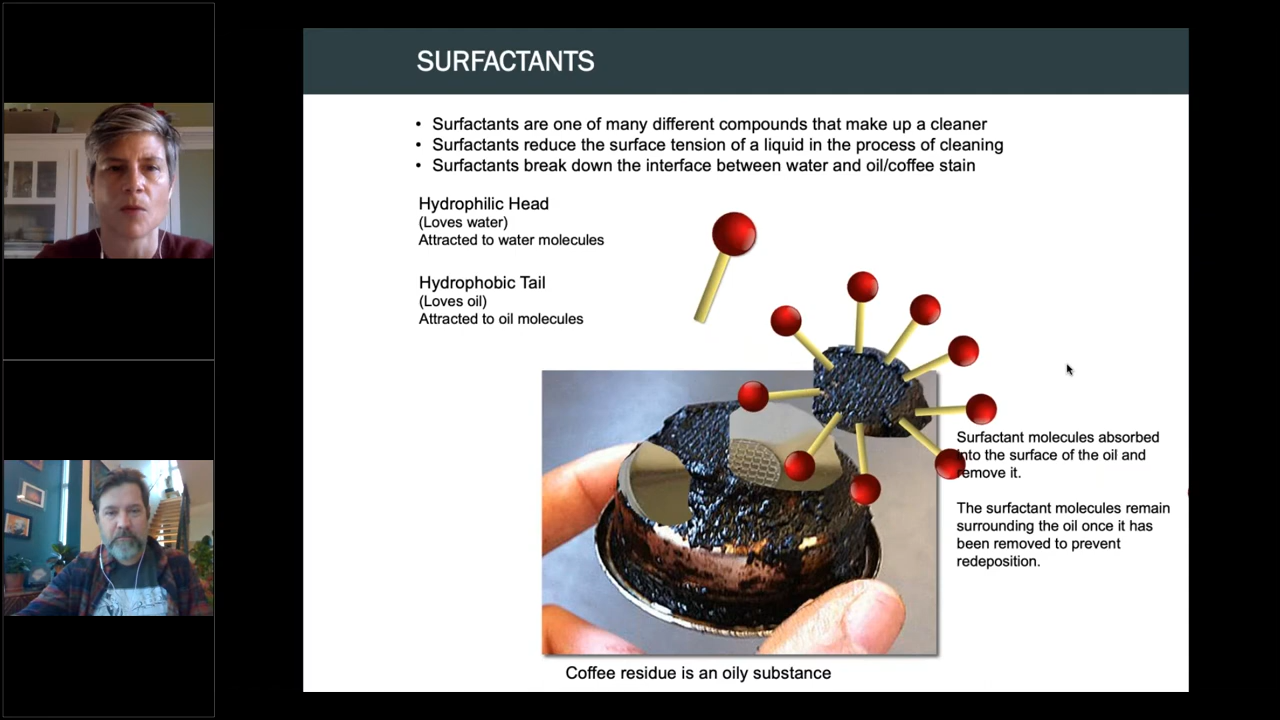 SURFACTANTS
• Surfactants are one of many different compounds that make up a cleaner
• Surfactants reduce the surface tension of a liquid in the process of cleaning
• Surfactants break down the interface between water and oil/coffee stain
Hydrophilic Head
(Loves water)
Attracted to water molecules
Hydrophobic Tail
(Loves oil)
Attracted to oil molecules
Surfactant molecules absorbed
into the surface of the oil and
remove it.
The surfactant molecules remain
surrounding the oil once it has
been removed to prevent
redeposition.
Coffee residue is an oily substance